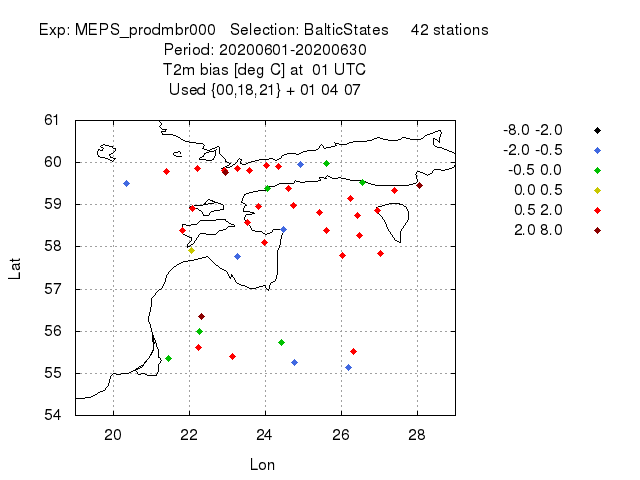 Exp: MEPS_prodmbr000 Selection: BalticStates 42 stations
Period: 20200601-20200630
T2m bias [deg C] at 01 UTC
Used {00,18,21} + 01 04 07
61
60
59
58
57
56
55
54
Lat
20 22 24 26 28
Lon
-8.0 -2.0
-2.0 -0.5
-0.5 0.0
0.0 0.5
0.5 2.0
2.0 8.0